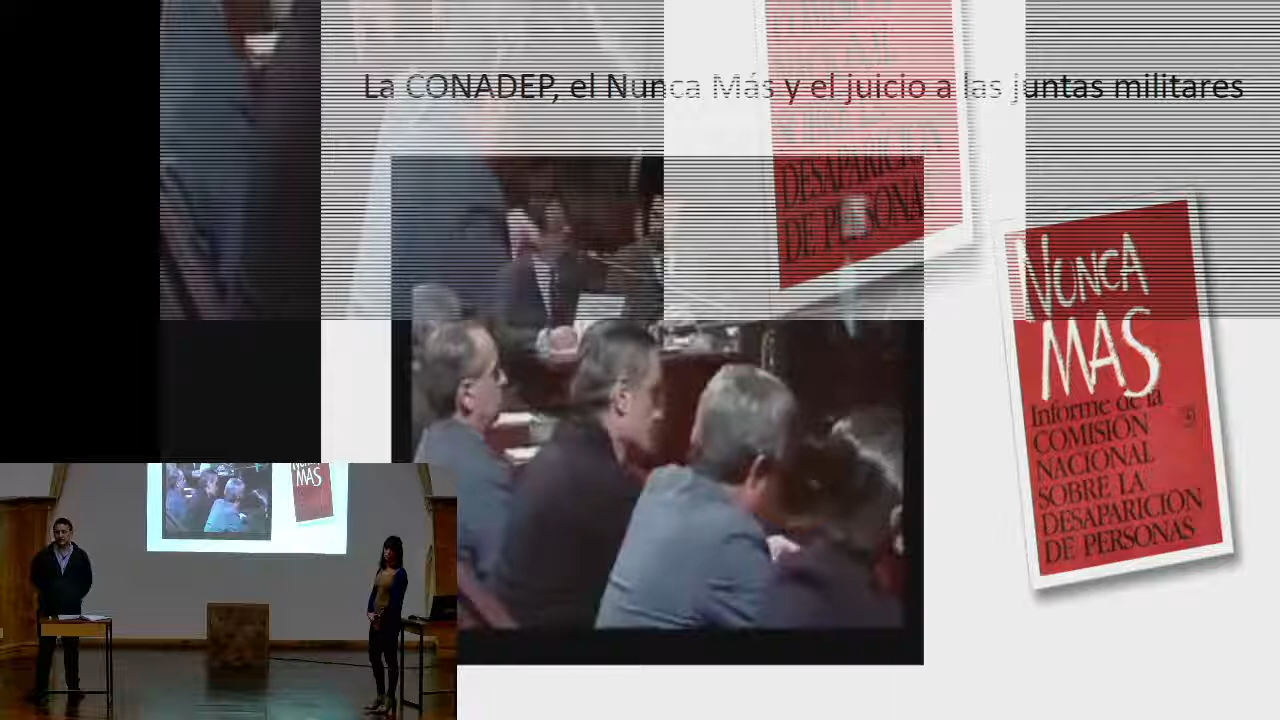 La CONADEP, el Nunca Más y el juicio a las juntas militares
DESAPARICION
DE PERSONA
NUNCA
MAS
Informe de la
COMISION
NACIONAL
SOBRE LA
DESAPARICION
DE PERSONAS
MAS